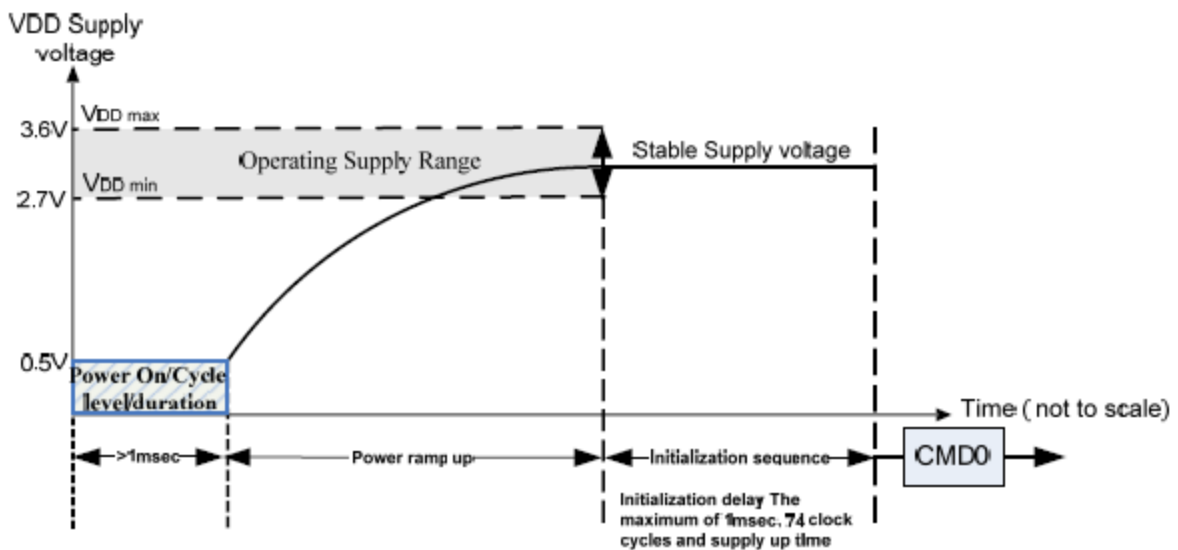 VDD Supply
voltage
VDD max
3.6V
Operating Supply Range
Stable Supply voltage
VDD min
2.7V
0.5V
Power On/Cycle
level/duration
Time ( not to scale)
>1msec
Power ramp up
Initialization sequence
CMD0
Initialization delay The
maximum of 1msec, 74 clock
cycles and supply up time